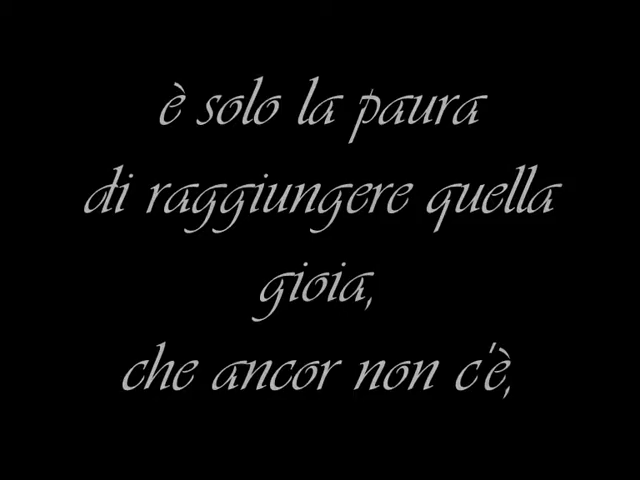 è solo la paura
di raggiungere quella
gioia,
che ancor non c'è,